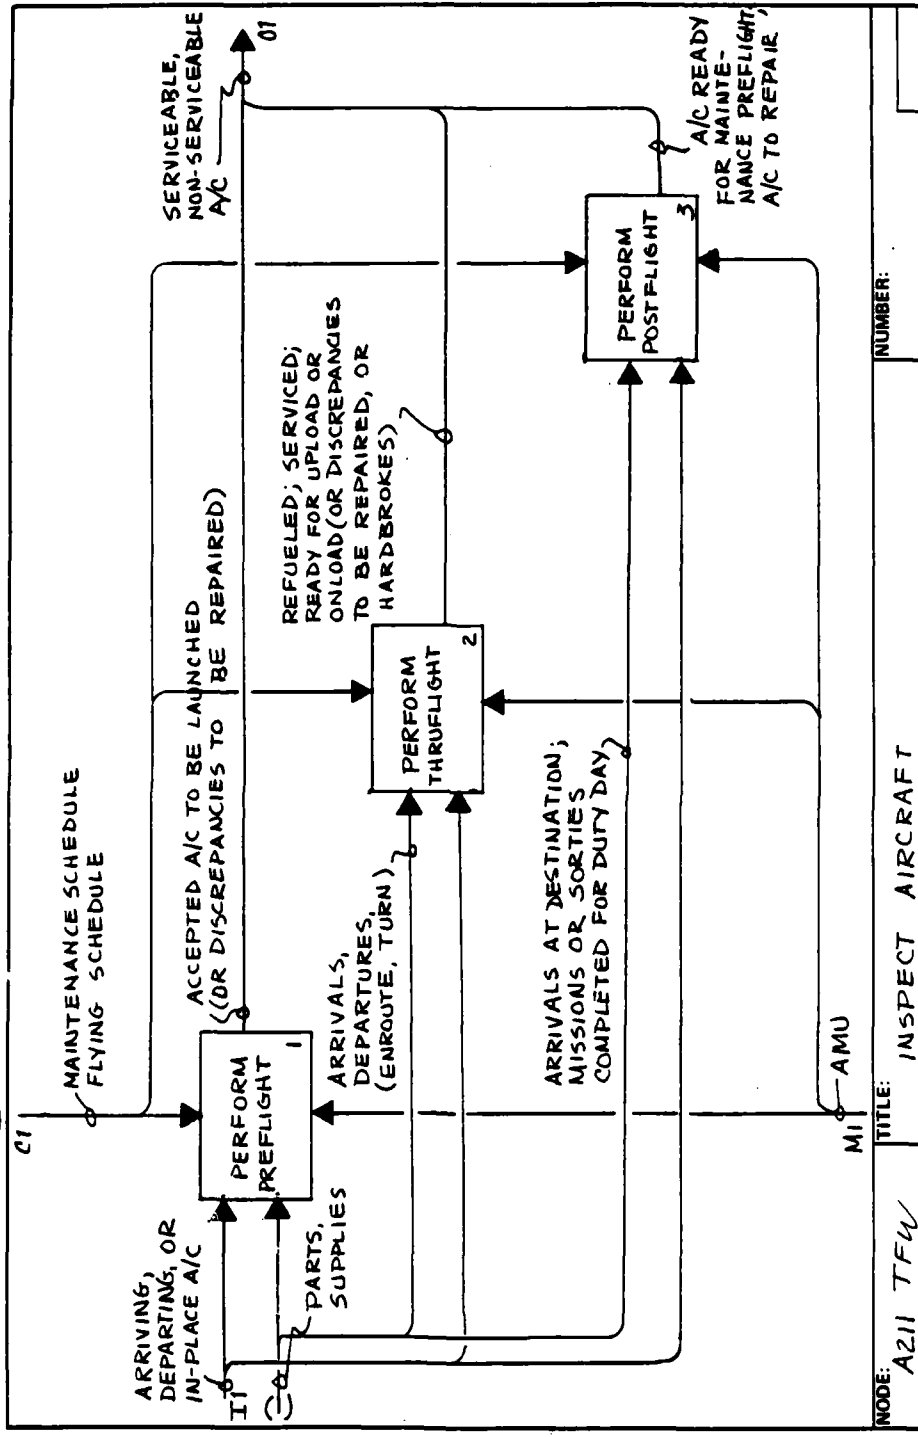 C1
MAINTENANCE SCHEDULE
FLYING SCHEDULE
ACCEPTED A/C TO BE LAUNCHED
(OR DISCREPANCIES TO BE REPAIRED)
SERVICEABLE,
NON-SERVICEABLE
A/C
O1
ARRIVING,
DEPARTING, OR
IN-PLACE A/C
I1
()
PARTS,
SUPPLIES
PERFORM
PREFLIGHT
1
ARRIVALS,
DEPARTURES,
(ENROUTE, TURN)
PERFORM
THRUFLIGHT
2
REFUELED; SERVICED;
READY FOR UPLOAD OR
ONLOAD (OR DISCREPANCIES
TO BE REPAIRED, OR
HARDBROKES)
ARRIVALS AT DESTINATION;
MISSIONS OR SORTIES
COMPLETED FOR DUTY DAY
PERFORM
POSTFLIGHT
3
A/C READY
FOR MAINTE-
NANCE PREFLIGHT,
A/C TO REPAIR
M1
AMU
NODE: A211 TFW
TITLE: INSPECT AIRCRAFT
NUMBER: